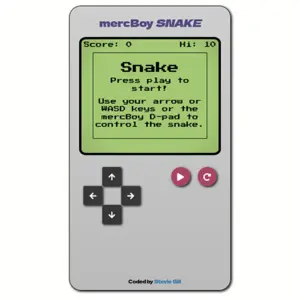 mercBoy SNAKE
Score: 0 Hi: 10
Snake
Press play to
start!
Use your arrow or
WASD keys or the
mercBoy D-pad to
control the snake.
Coded by